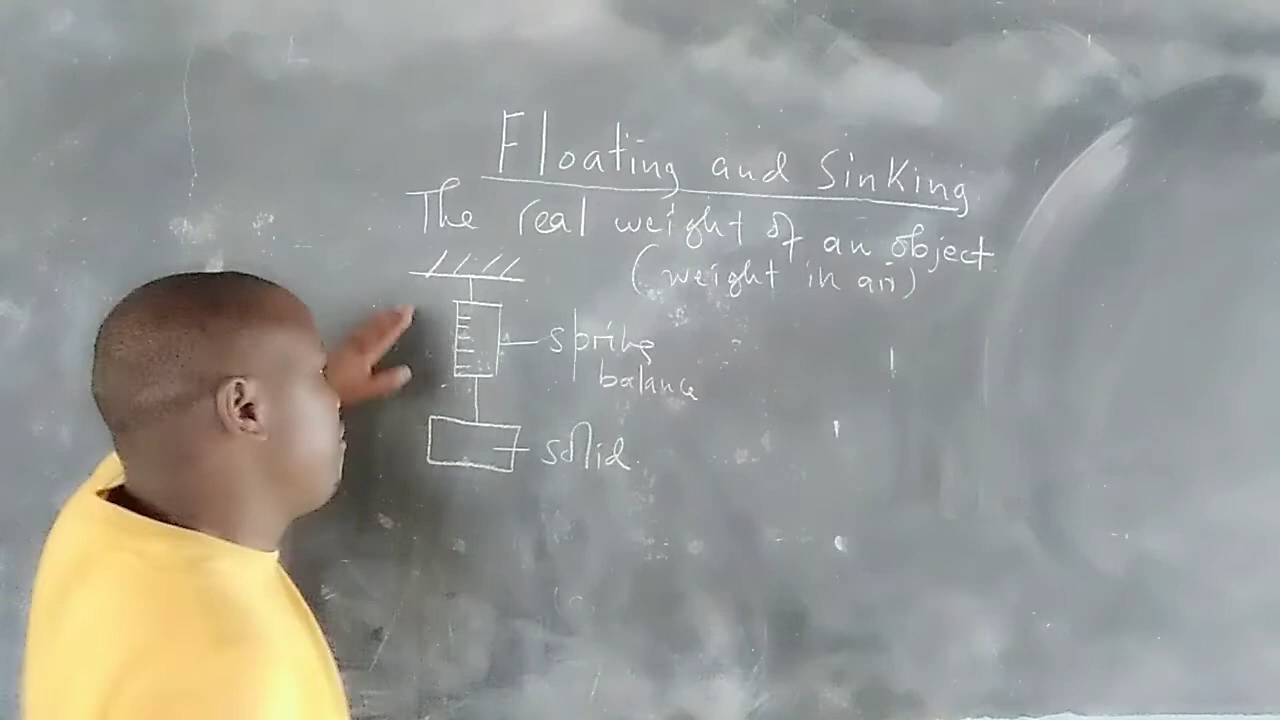 Floating and Sinking
The real weight of an object
(weight in air)
spring
balance
solid